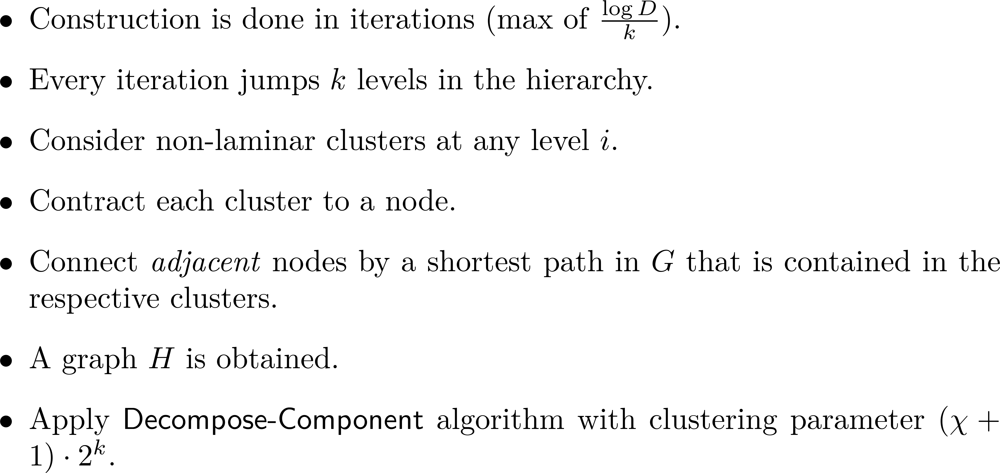 • Construction is done in iterations (max of $\frac{\log D}{k}$).
• Every iteration jumps $k$ levels in the hierarchy.
• Consider non-laminar clusters at any level $i$.
• Contract each cluster to a node.
• Connect adjacent nodes by a shortest path in $G$ that is contained in the
respective clusters.
• A graph $H$ is obtained.
• Apply Decompose-Component algorithm with clustering parameter $(\chi +$
$1) \cdot 2^k$.